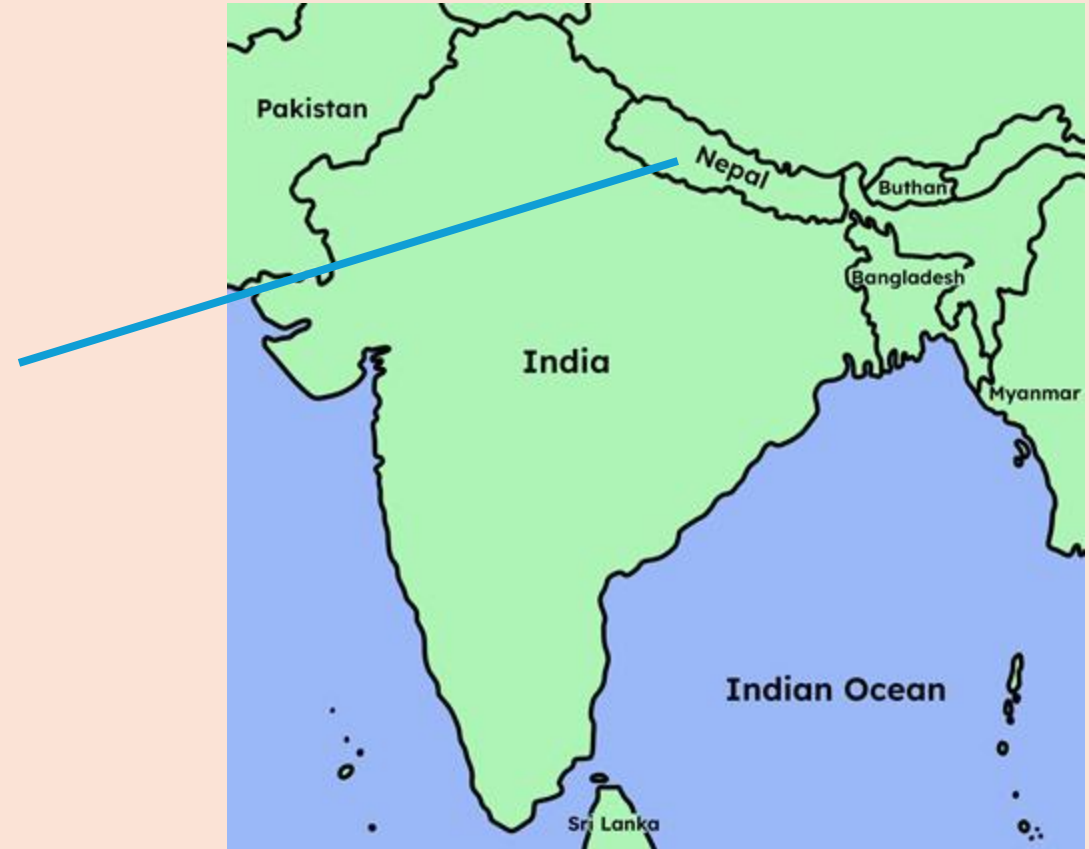 Pakistan
Nepal
Buthan
Bangladesh
India
Myanmar
Indian Ocean
Sri Lanka